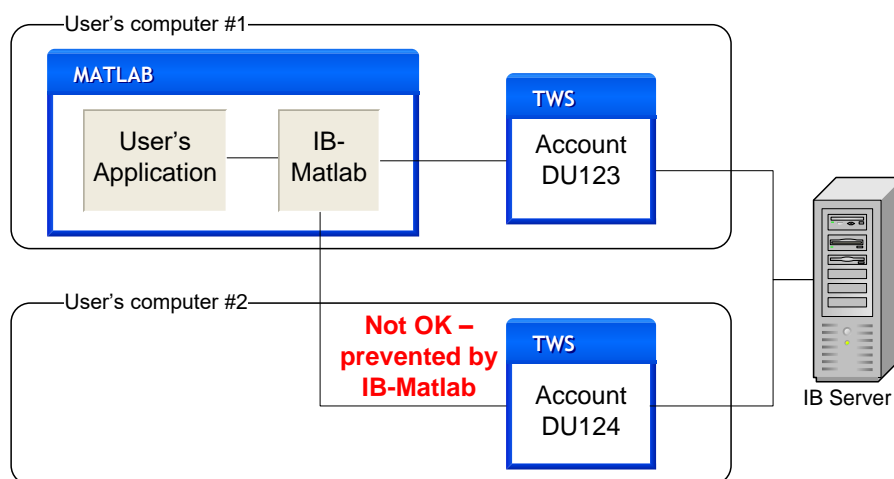 User's computer #1
MATLAB
User's
Application
IB-
Matlab
TWS
Account
DU123
User's computer #2
Not OK –
prevented by
IB-Matlab
TWS
Account
DU124
IB Server